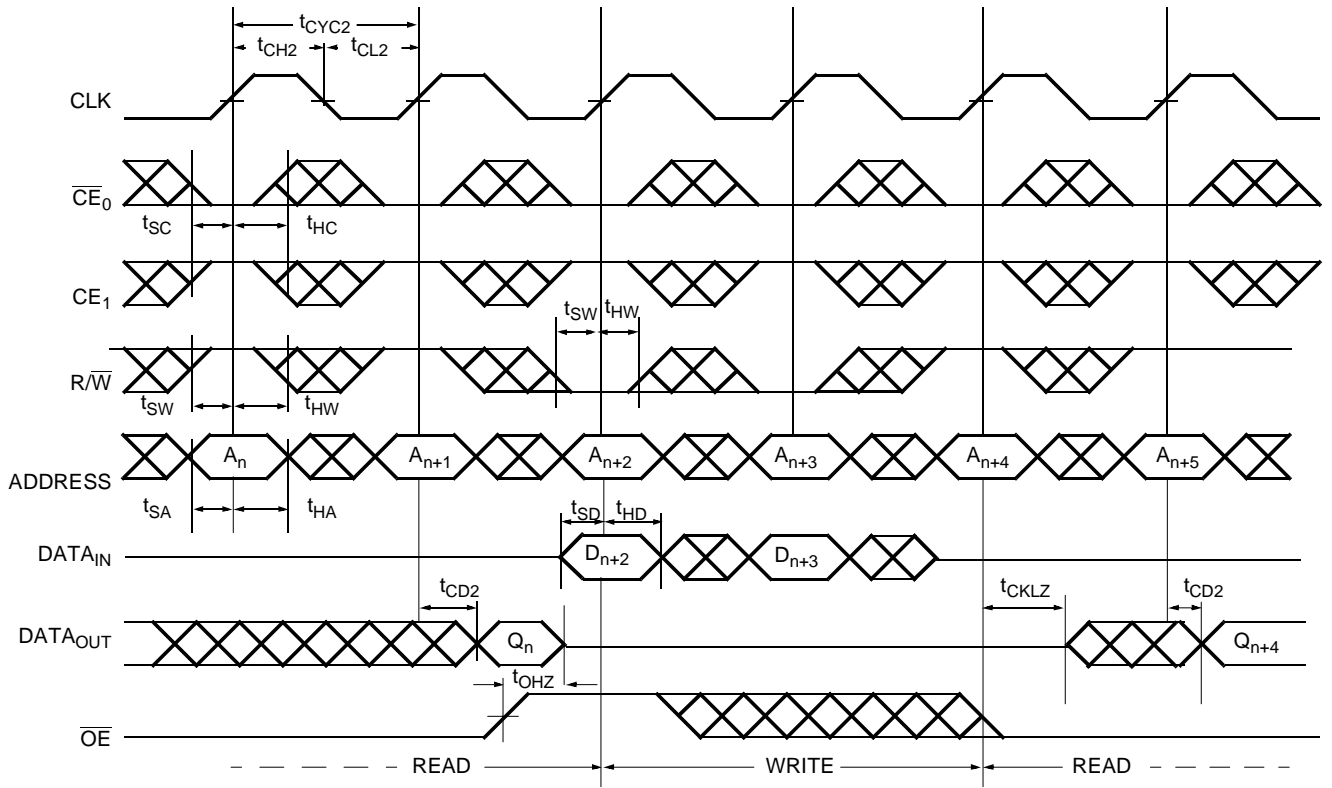 tCYC2
tCH2 tCL2
CLK
CE0
tSC tHC
CE1
tSW tHW
R/W
tSW tHW
An An+1 An+2 An+3 An+4 An+5
ADDRESS
tSA tHA tSD tHD
DATAIN Dn+2 Dn+3
tCD2 tCKLZ tCD2
DATAOUT Qn Qn+4
tOHZ
OE
READ WRITE READ